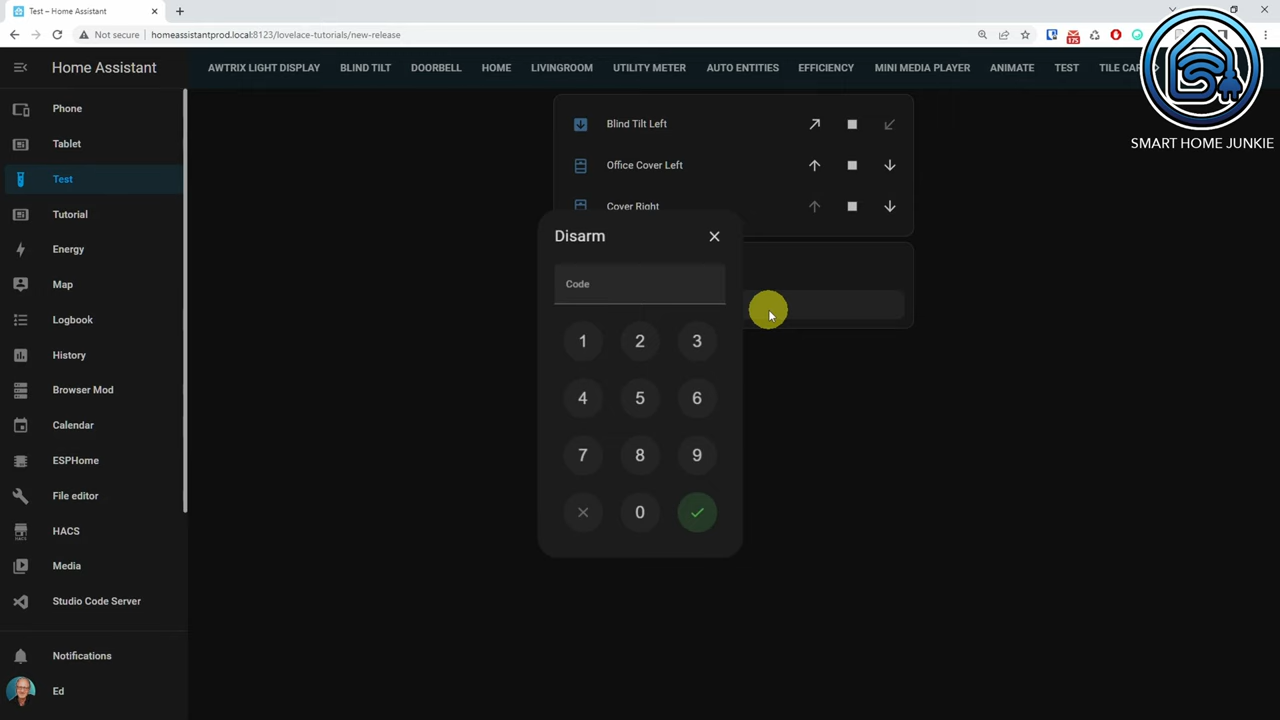 Test – Home Assistant
Not secure homeassistantprod.local:8123/lovelace-tutorials/new-release
175
Home Assistant
AWTRIX LIGHT DISPLAY BLIND TILT DOORBELL HOME LIVINGROOM UTILITY METER AUTO ENTITIES EFFICIENCY MINI MEDIA PLAYER ANIMATE TEST TILE
SMART HOME JUNKIE
Phone
Tablet
Test
Tutorial
Energy
Map
Logbook
History
Browser Mod
Calendar
ESPHome
File editor
HACS
HACS
Media
Studio Code Server
Notifications
Ed
Blind Tilt Left
Office Cover Left
Cover Right
Disarm
Code
1 2 3
4 5 6
7 8 9
0